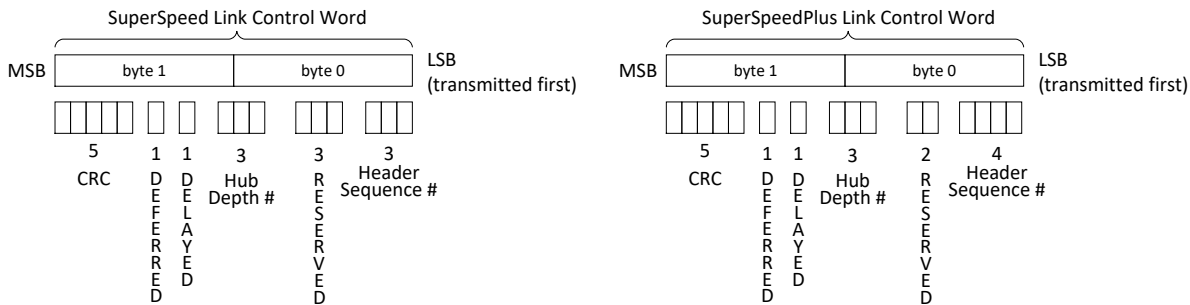 SuperSpeed Link Control Word
MSB
byte 1
byte 0
LSB
(transmitted first)
5
1
1
3
3
3
CRC
DEFERRED
DELAYED
Hub
Depth #
RESERVED
Header
Sequence #
SuperSpeedPlus Link Control Word
MSB
byte 1
byte 0
LSB
(transmitted first)
5
1
1
3
2
4
CRC
DEFERRED
DELAYED
Hub
Depth #
RESERVED
Header
Sequence #